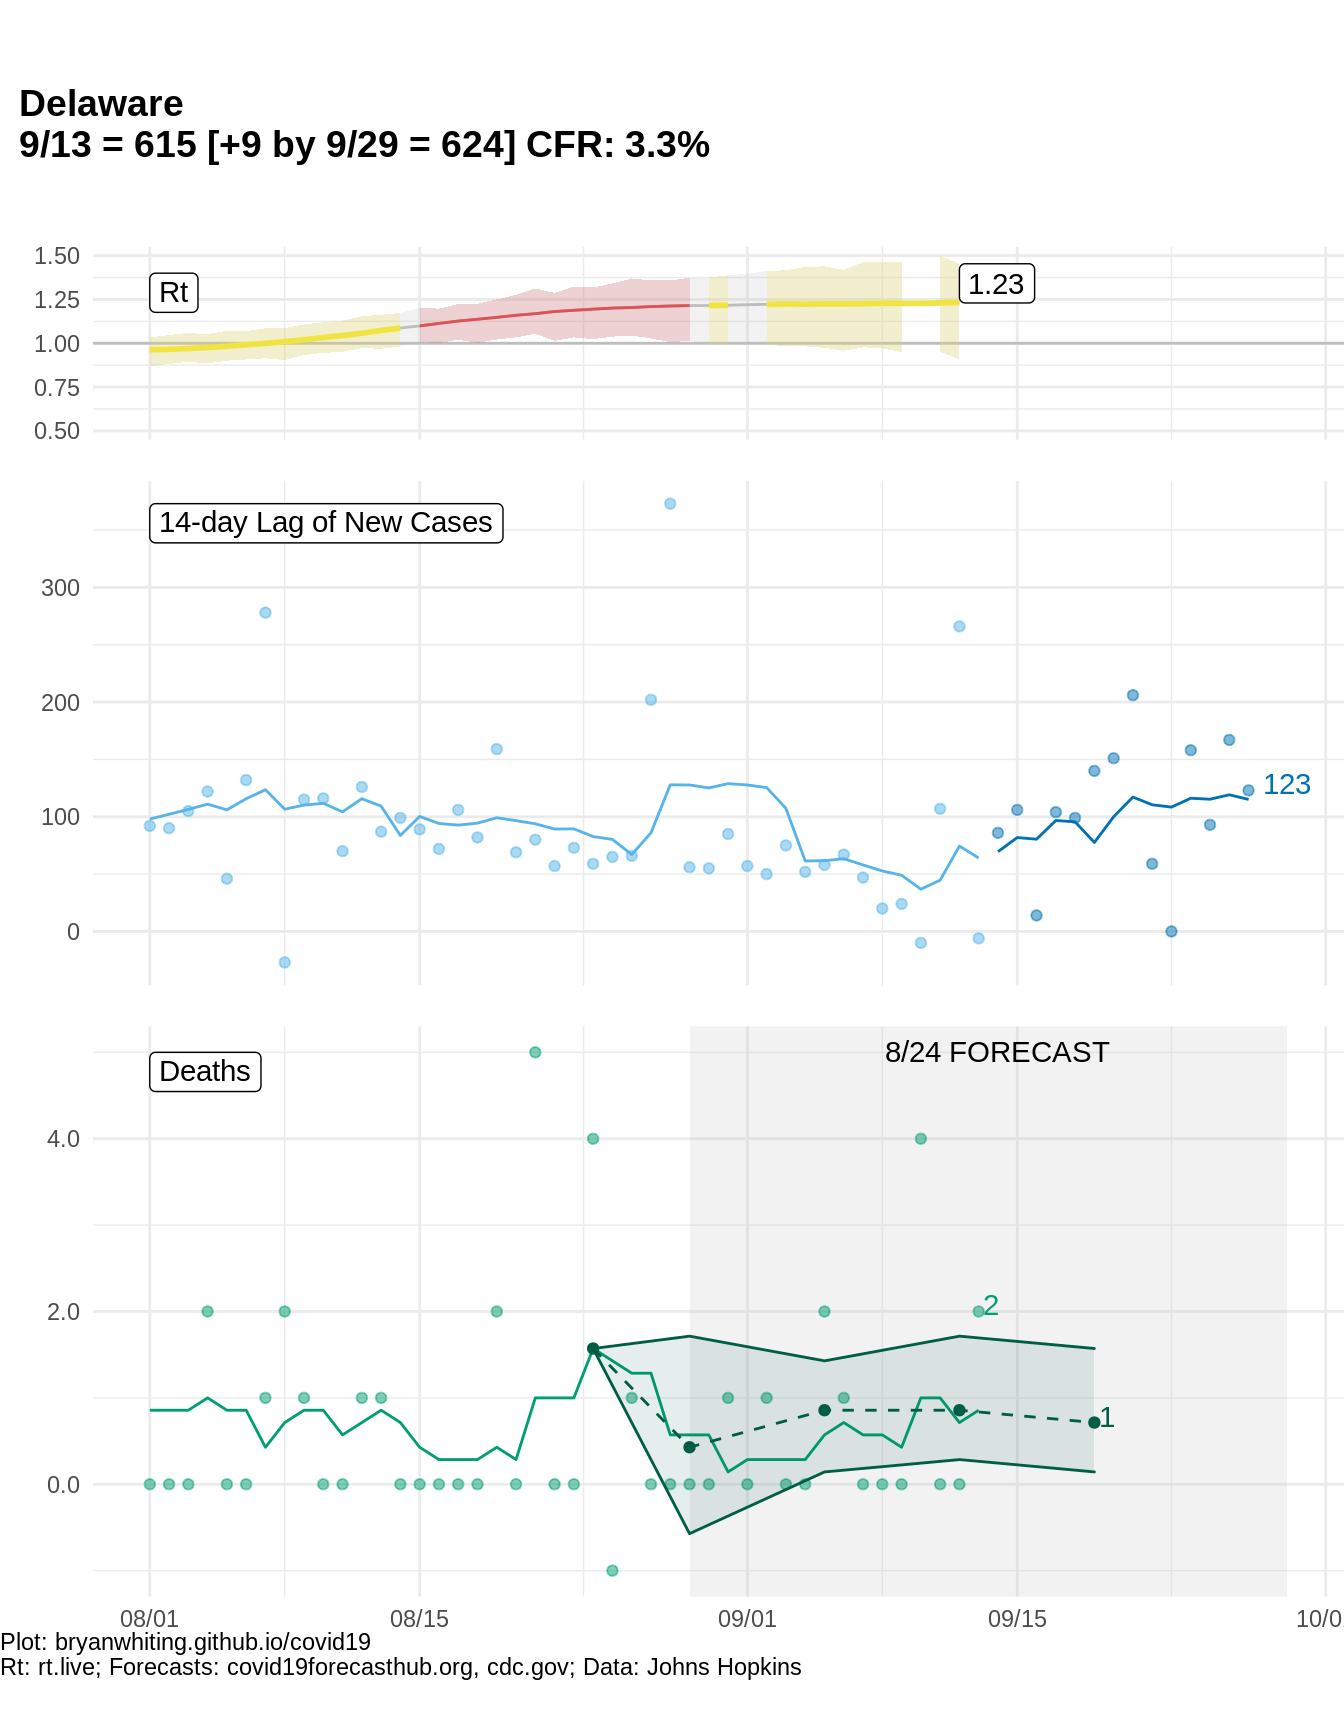 Delaware
9/13 = 615 [+9 by 9/29 = 624] CFR: 3.3%
1.50
1.25
1.00
0.75
0.50
Rt
1.23
14-day Lag of New Cases
300
200
100
0
123
Deaths
8/24 FORECAST
4.0
2.0
0.0
2
1
08/01
08/15
09/01
09/15
10/0
Plot: bryanwhiting.github.io/covid19
Rt: rt.live; Forecasts: covid19forecasthub.org, cdc.gov; Data: Johns Hopkins